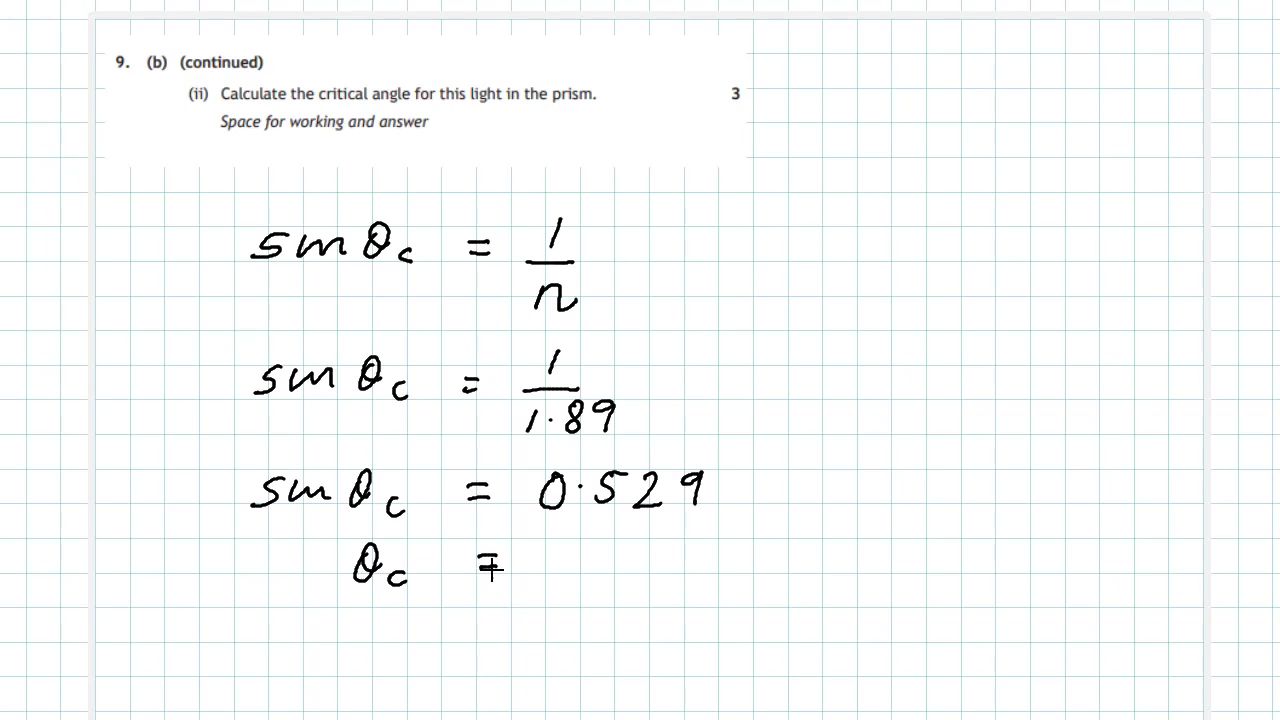 9. (b) (continued)
(ii) Calculate the critical angle for this light in the prism. 3
Space for working and answer
sin θc = 1/n
sin θc = 1/1.89
sin θc = 0.529
θc =